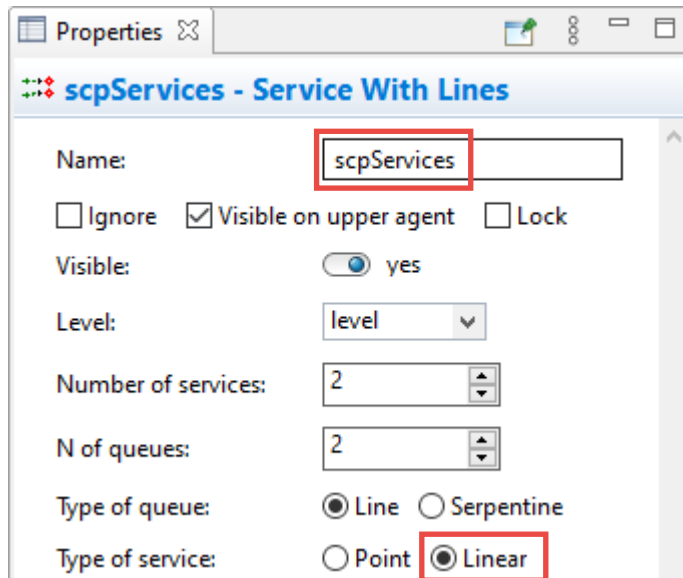 Properties
scpServices - Service With Lines
Name: scpServices
Ignore Visible on upper agent Lock
Visible: yes
Level: level
Number of services: 2
N of queues: 2
Type of queue: Line Serpentine
Type of service: Point Linear